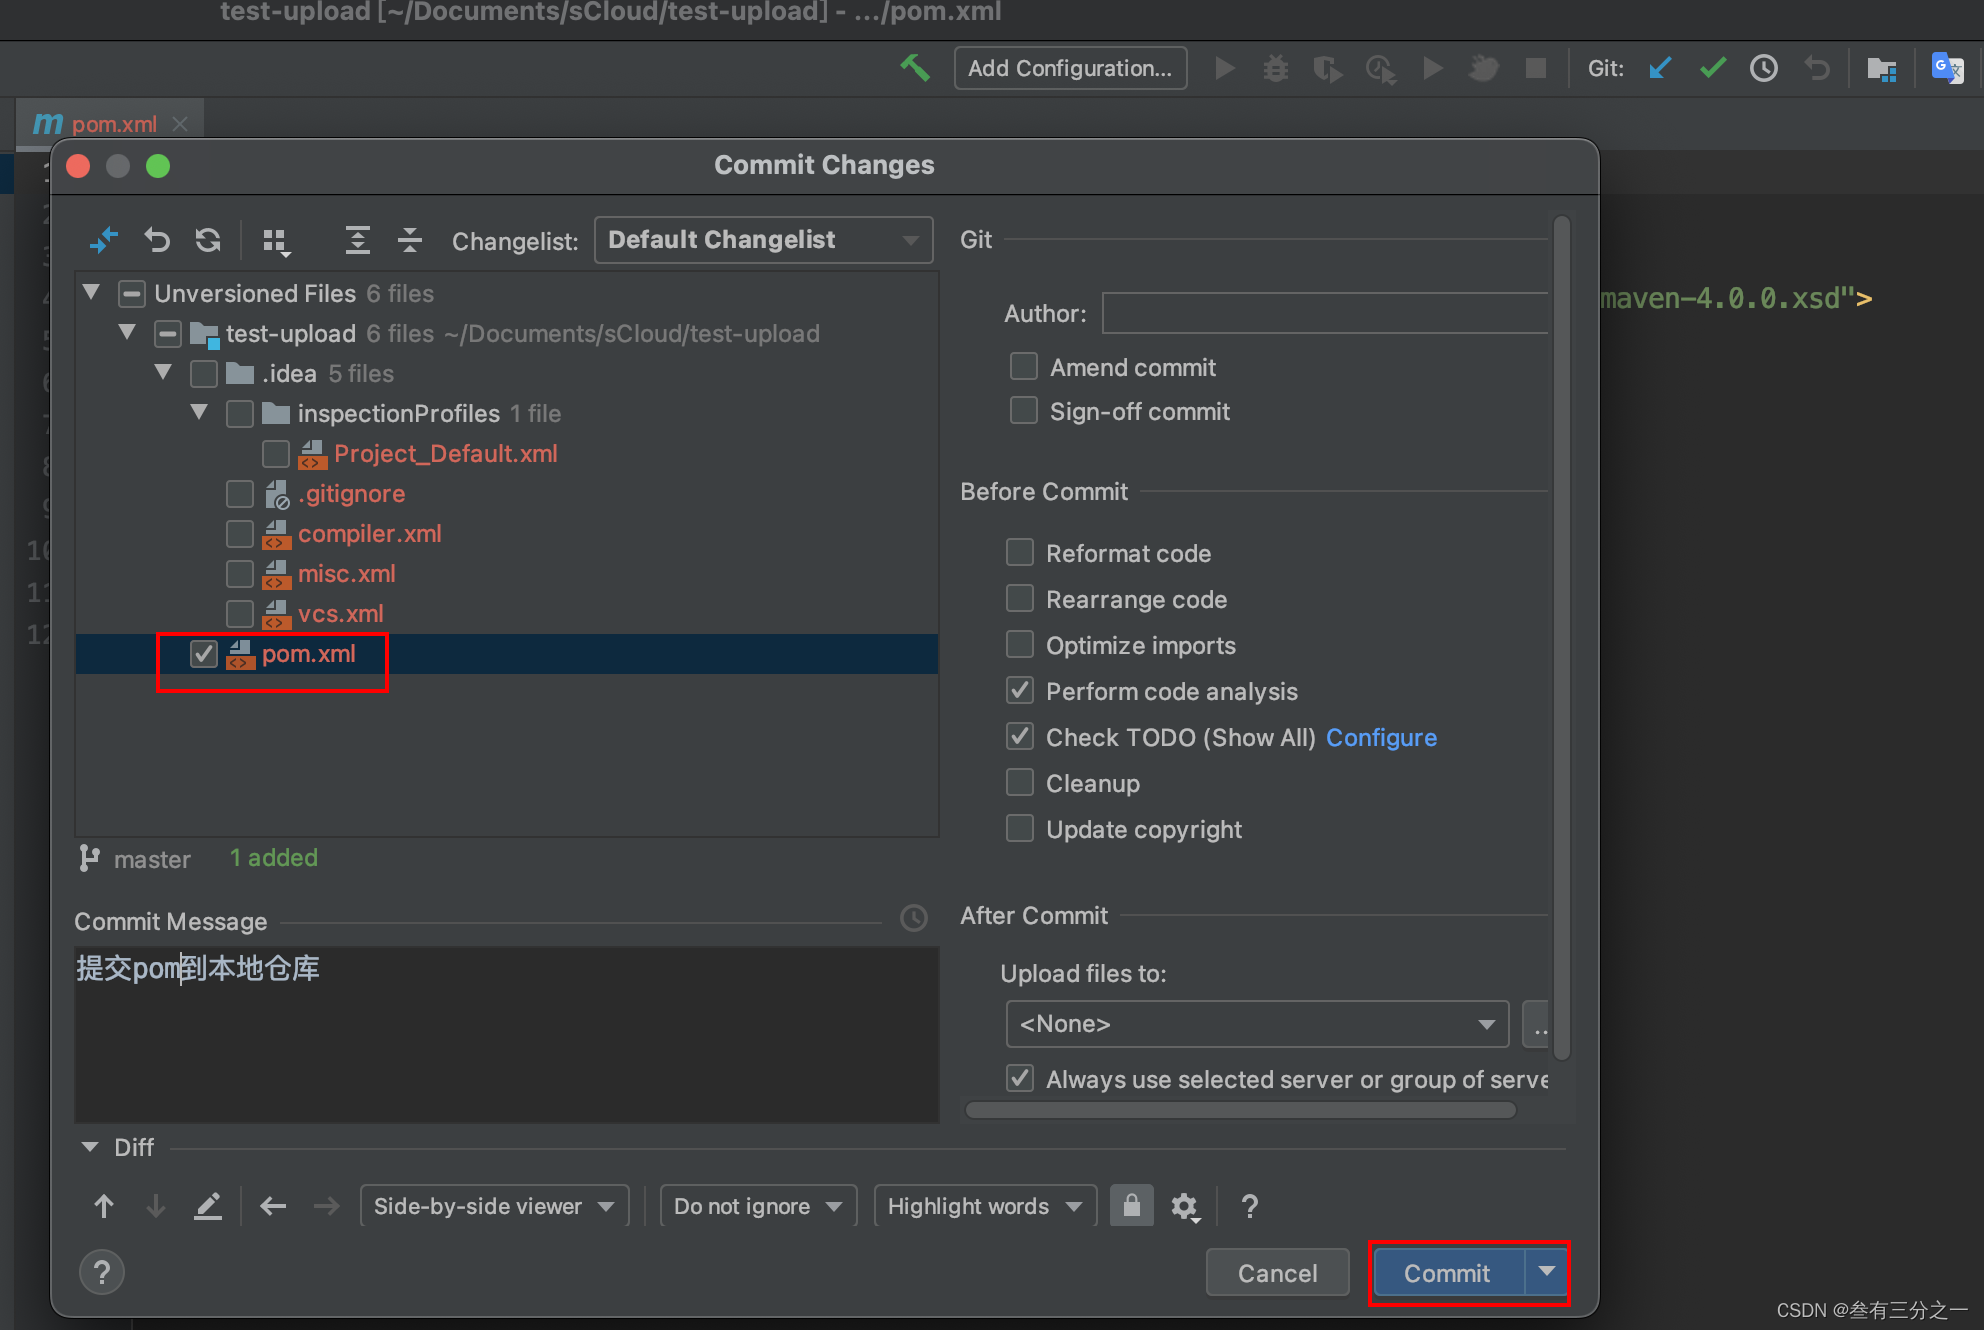 test-upload [~/Documents/sCloud/test-upload] - .../pom.xml
Add Configuration...
Git:
m pom.xml
Commit Changes
Changelist: Default Changelist
Unversioned Files 6 files
test-upload 6 files ~/Documents/sCloud/test-upload
.idea 5 files
inspectionProfiles 1 file
Project_Default.xml
.gitignore
compiler.xml
misc.xml
vcs.xml
pom.xml
master 1 added
Commit Message
提交pom到本地仓库
Git
Author:
Amend commit
Sign-off commit
Before Commit
Reformat code
Rearrange code
Optimize imports
Perform code analysis
Check TODO (Show All) Configure
Cleanup
Update copyright
After Commit
Upload files to:
<None>
..
Always use selected server or group of serve
maven-4.0.0.xsd">
Diff
Side-by-side viewer
Do not ignore
Highlight words
?
?
Cancel
Commit
CSDN @叁有三分之一